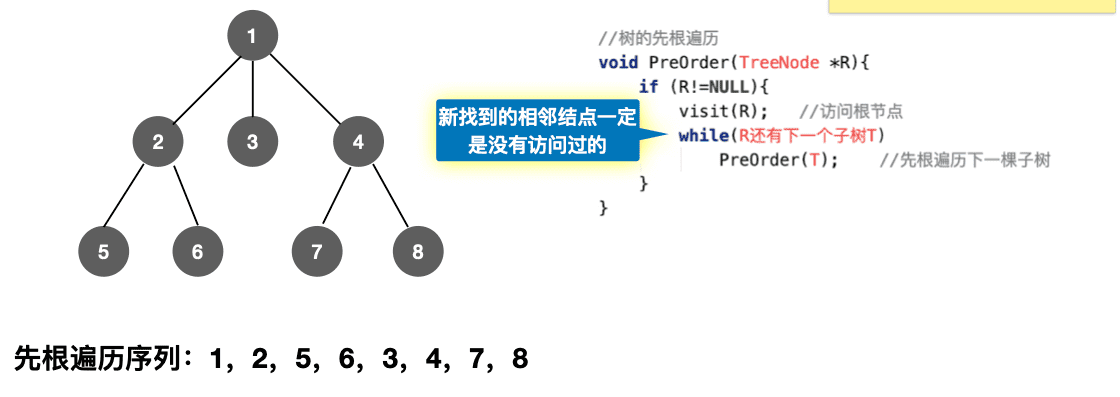 1
2
3
4
5
6
7
8
//树的先根遍历
void PreOrder(TreeNode *R){
if (R!=NULL){
visit(R); //访问根节点
while(R还有下一个子树T)
PreOrder(T); //先根遍历下一棵子树
}
}
新找到的相邻结点一定
是没有访问过的
先根遍历序列：1，2，5，6，3，4，7，8